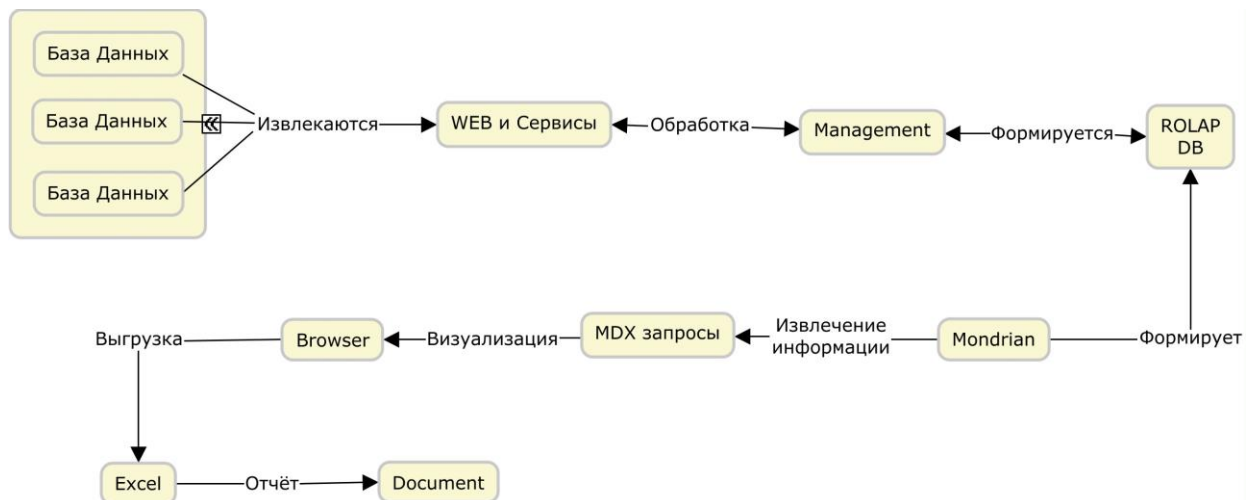 База Данных
База Данных
База Данных
Извлекаются
WEB и Сервисы
Обработка
Management
Формируется
ROLAP
DB
Выгрузка
Browser
Визуализация
MDX запросы
Извлечение
информации
Mondrian
Формирует
Excel
Отчёт
Document